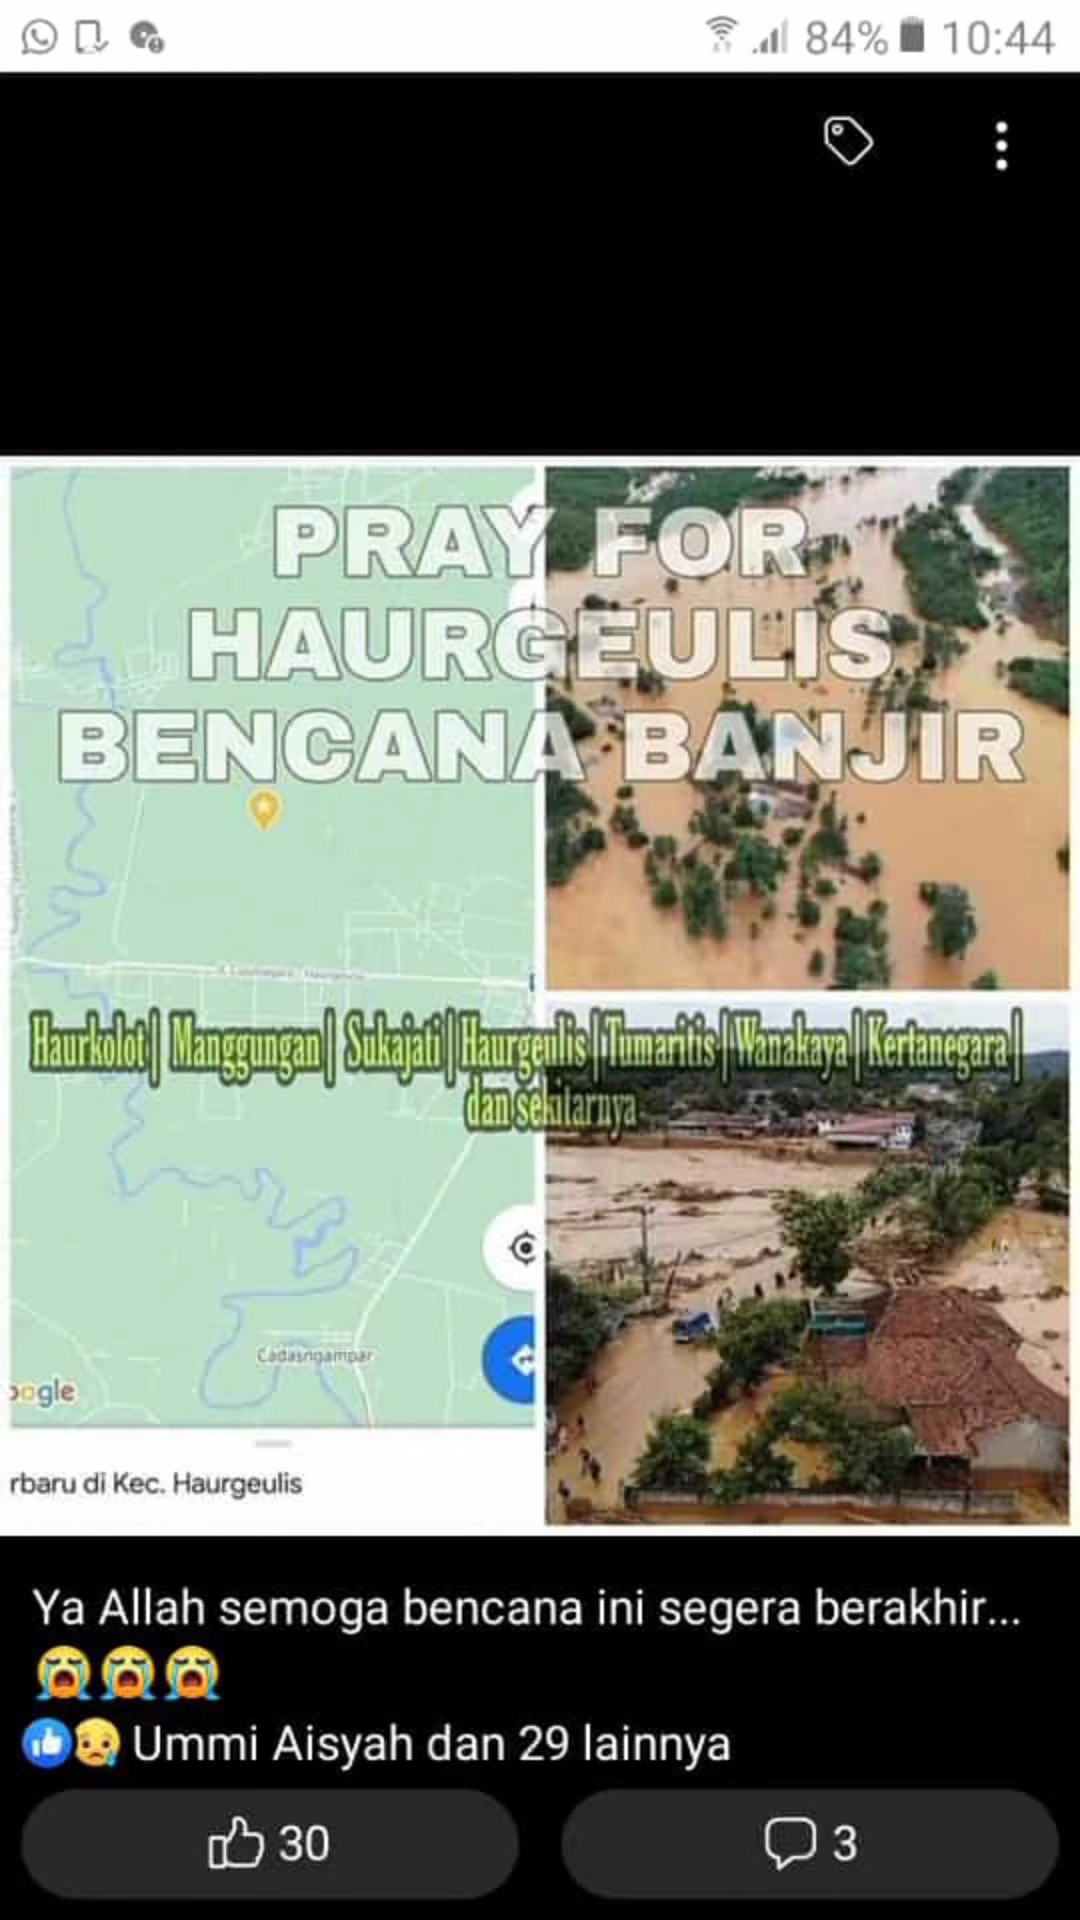 84% 10:44
PRAY FOR
HAURGEULIS
BENCANA BANJIR
Haurkolot| Manggungan| Sukajati|Haurgeulis|Tumaritis|Wanakaya|Kertanegara|
dan sekitarnya
Cadasngampar
ogle
rbaru di Kec. Haurgeulis
Ya Allah semoga bencana ini segera berakhir...
😭😭😭
Ummi Aisyah dan 29 lainnya
30
3